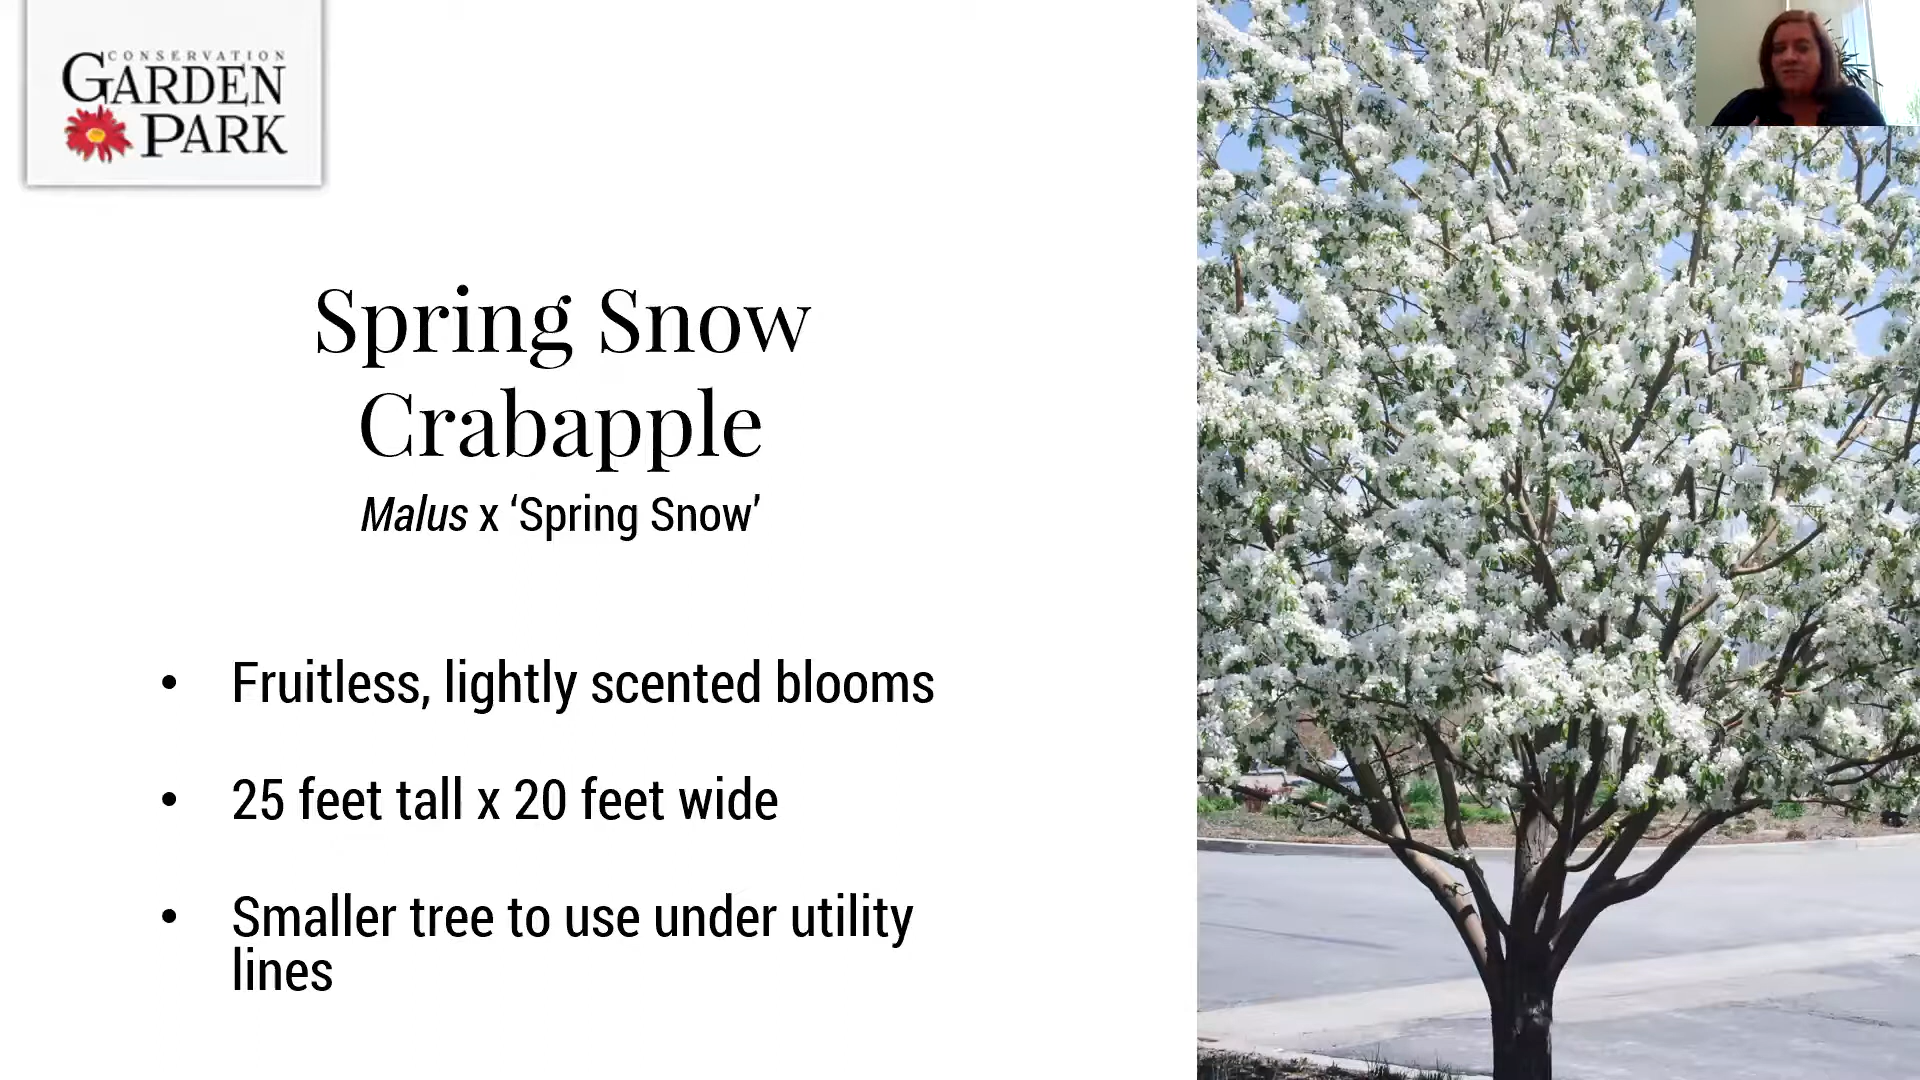 CONSERVATION
GARDEN
PARK
Spring Snow
Crabapple
Malus x ‘Spring Snow’
• Fruitless, lightly scented blooms
• 25 feet tall x 20 feet wide
• Smaller tree to use under utility
lines